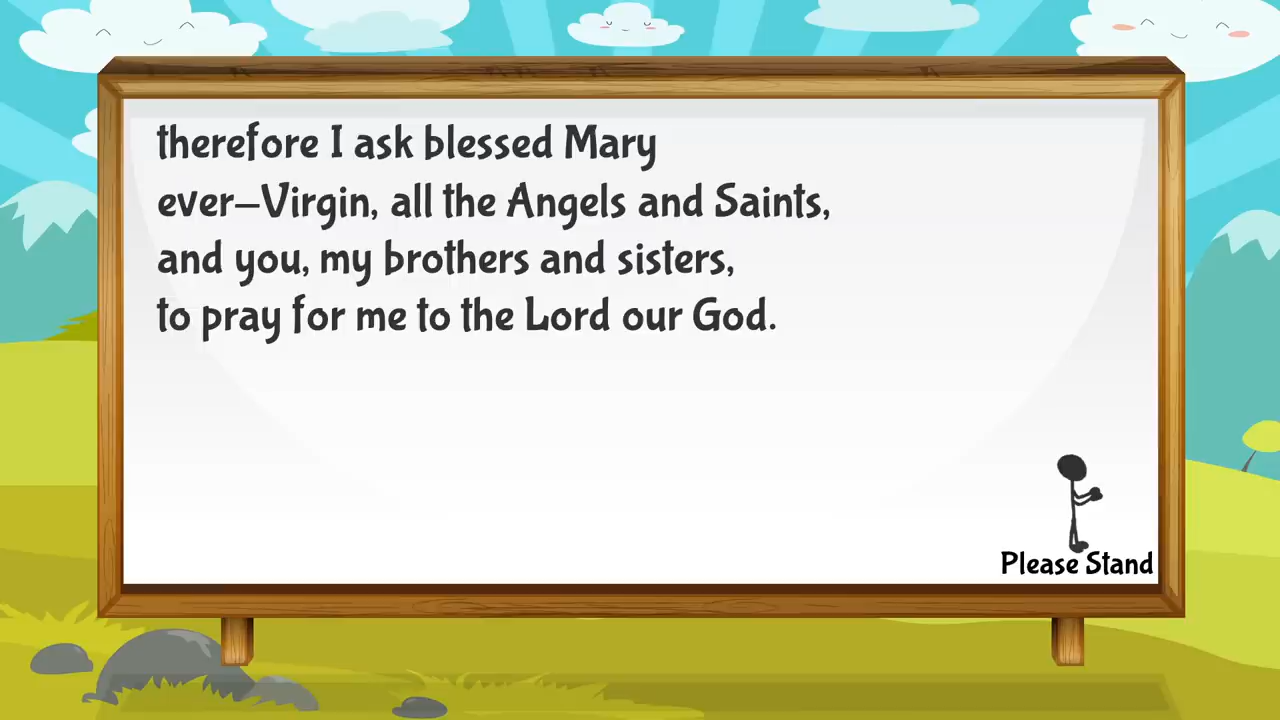 therefore I ask blessed Mary
ever–Virgin, all the Angels and Saints,
and you, my brothers and sisters,
to pray for me to the Lord our God.
Please Stand